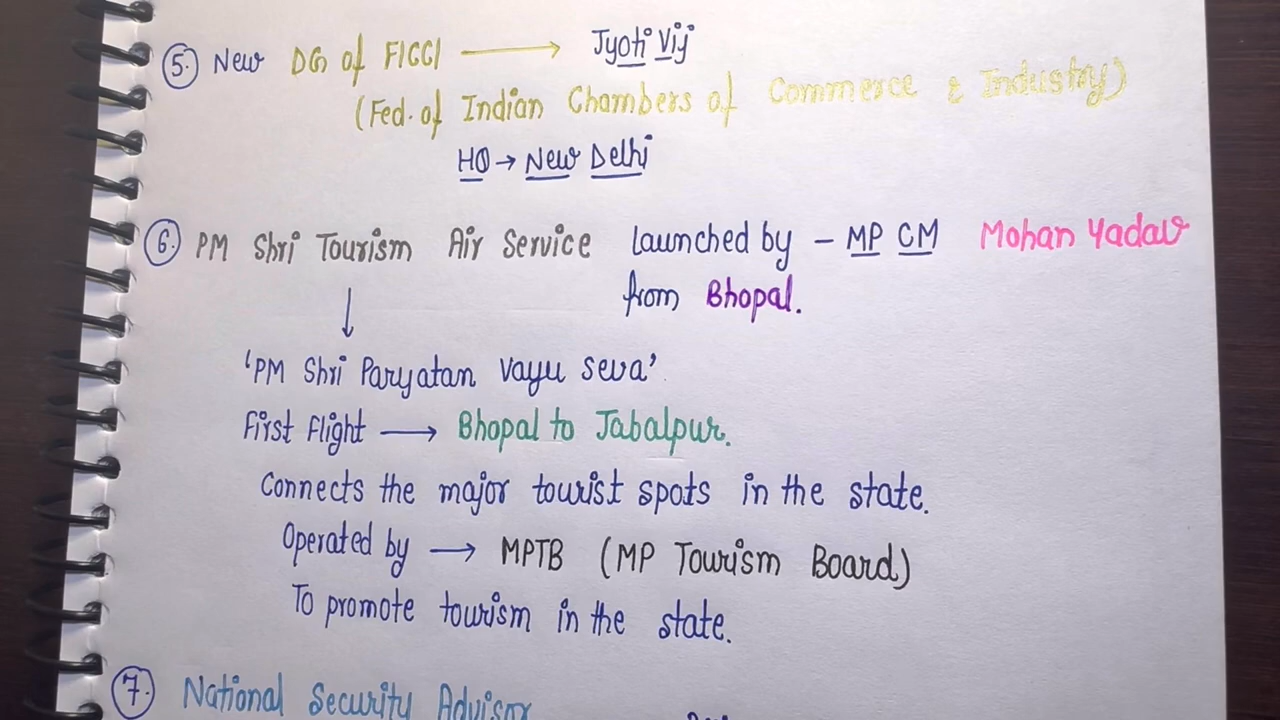 5. New DG of FICCI → Jyoti Vij
(Fed. of Indian Chambers of Commerce & Industry)
HQ → New Delhi
6. PM Shri Tourism Air Service launched by - MP CM Mohan Yadav
from Bhopal.
↓
'PM Shri Paryatan Vayu Seva'
First Flight → Bhopal to Jabalpur.
Connects the major tourist spots in the state.
Operated by → MPTB (MP Tourism Board)
To promote tourism in the state.
7. National Security Advisor